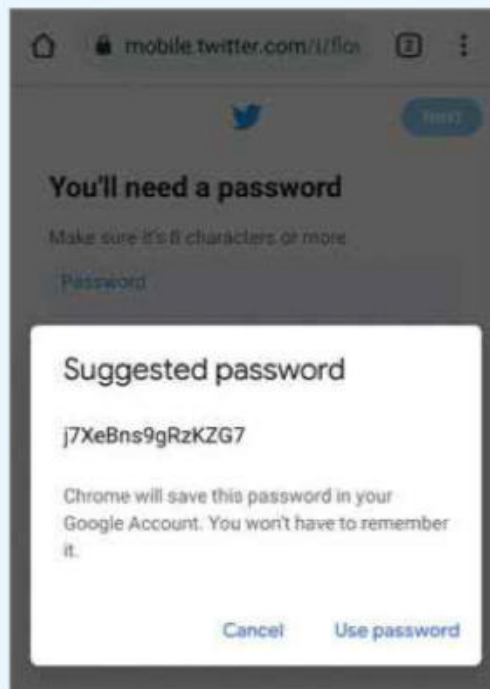 mobile.twitter.com/i/flo
2
Next
You'll need a password
Make sure it's 8 characters or more
Password
Suggested password
j7XeBns9gRzKZG7
Chrome will save this password in your
Google Account. You won't have to remember
it.
Cancel Use password